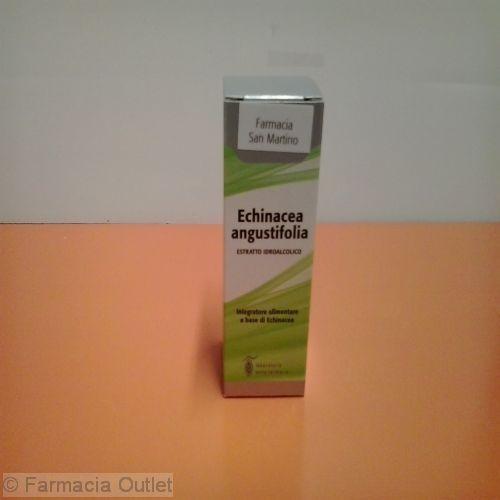 Farmacia
San Martino
Echinacea
angustifolia
ESTRATTO IDROALCOLICO
Integratore alimentare
a base di Echinacea
© Farmacia Outlet